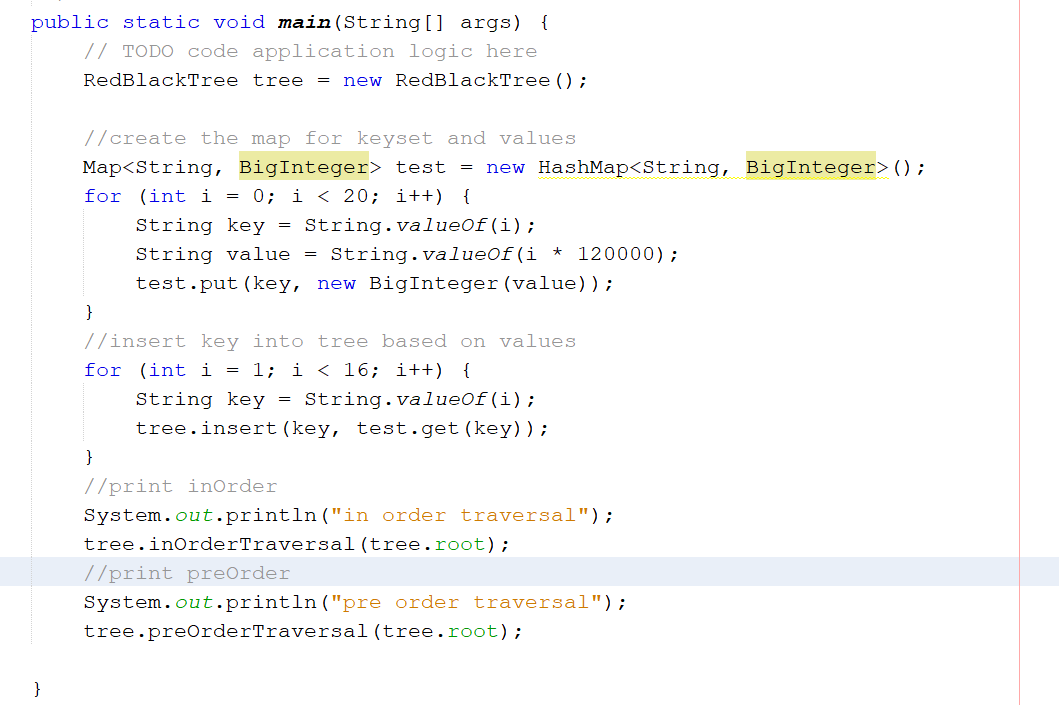 public static void main(String[] args) {
// TODO code application logic here
RedBlackTree tree = new RedBlackTree();
//create the map for keyset and values
Map<String, BigInteger> test = new HashMap<String, BigInteger>();
for (int i = 0; i < 20; i++) {
String key = String.valueOf(i);
String value = String.valueOf(i * 120000);
test.put(key, new BigInteger(value));
}
//insert key into tree based on values
for (int i = 1; i < 16; i++) {
String key = String.valueOf(i);
tree.insert(key, test.get(key));
}
//print inOrder
System.out.println("in order traversal");
tree.inOrderTraversal(tree.root);
//print preOrder
System.out.println("pre order traversal");
tree.preOrderTraversal(tree.root);
}